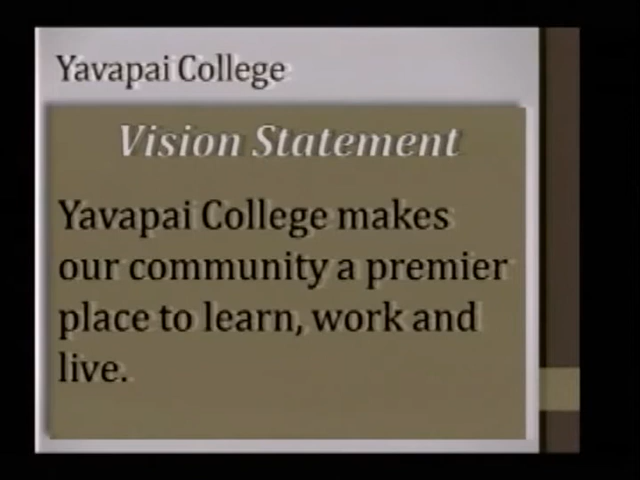 Yavapai College
Vision Statement
Yavapai College makes
our community a premier
place to learn, work and
live.